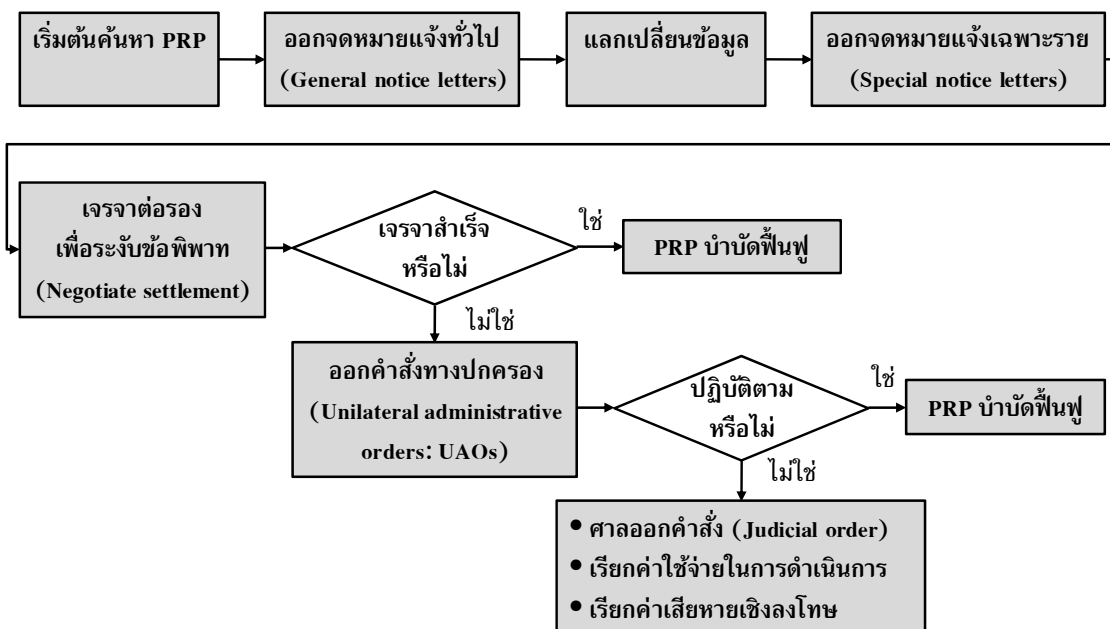 เริ่มต้นค้นหา PRP
ออกจดหมายแจ้งทั่วไป
(General notice letters)
แลกเปลี่ยนข้อมูล
ออกจดหมายแจ้งเฉพาะราย
(Special notice letters)
เจรจาต่อรอง
เพื่อระงับข้อพิพาท
(Negotiate settlement)
เจรจาสำเร็จ
หรือไม่
ใช่
PRP บำบัดฟื้นฟู
ไม่ใช่
ออกคำสั่งทางปกครอง
(Unilateral administrative
orders: UAOs)
ปฏิบัติตาม
หรือไม่
ใช่
PRP บำบัดฟื้นฟู
ไม่ใช่
• ศาลออกคำสั่ง (Judicial order)
• เรียกค่าใช้จ่ายในการดำเนินการ
• เรียกค่าเสียหายเชิงลงโทษ